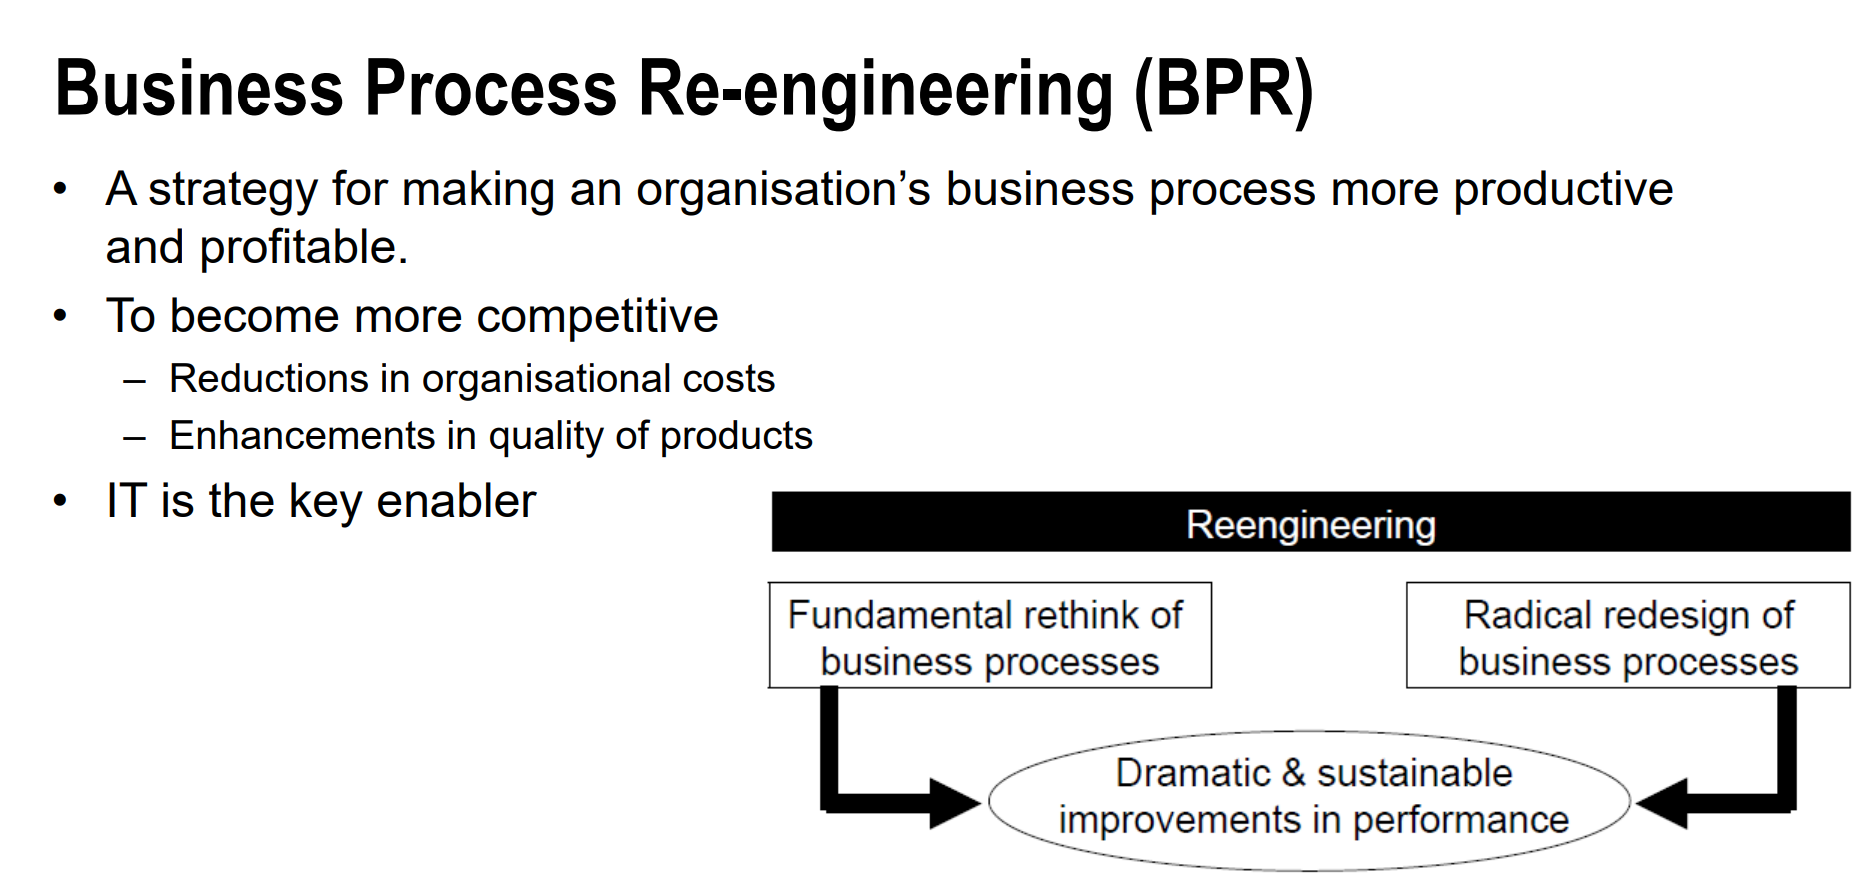 Business Process Re-engineering (BPR)
• A strategy for making an organisation’s business process more productive
and profitable.
• To become more competitive
– Reductions in organisational costs
– Enhancements in quality of products
• IT is the key enabler
Reengineering
Fundamental rethink of
business processes
Radical redesign of
business processes
Dramatic & sustainable
improvements in performance